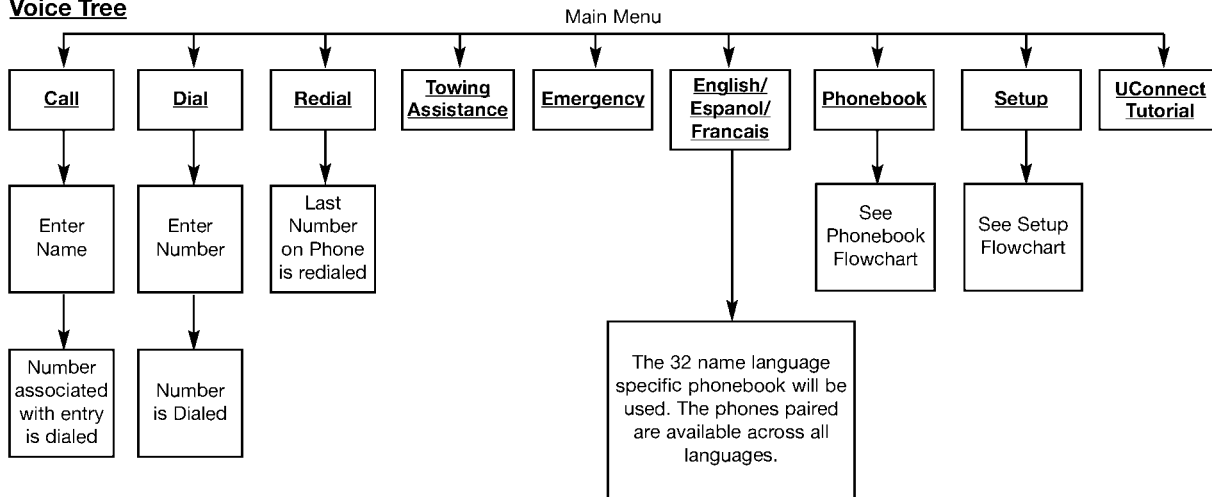 Voice Tree
Main Menu
Call
Dial
Redial
Towing
Assistance
Emergency
English/
Espanol/
Francais
Phonebook
Setup
UConnect
Tutorial
Enter
Name
Enter
Number
Last
Number
on Phone
is redialed
See
Phonebook
Flowchart
See Setup
Flowchart
Number
associated
with entry
is dialed
Number
is Dialed
The 32 name language
specific phonebook will be
used. The phones paired
are available across all
languages.